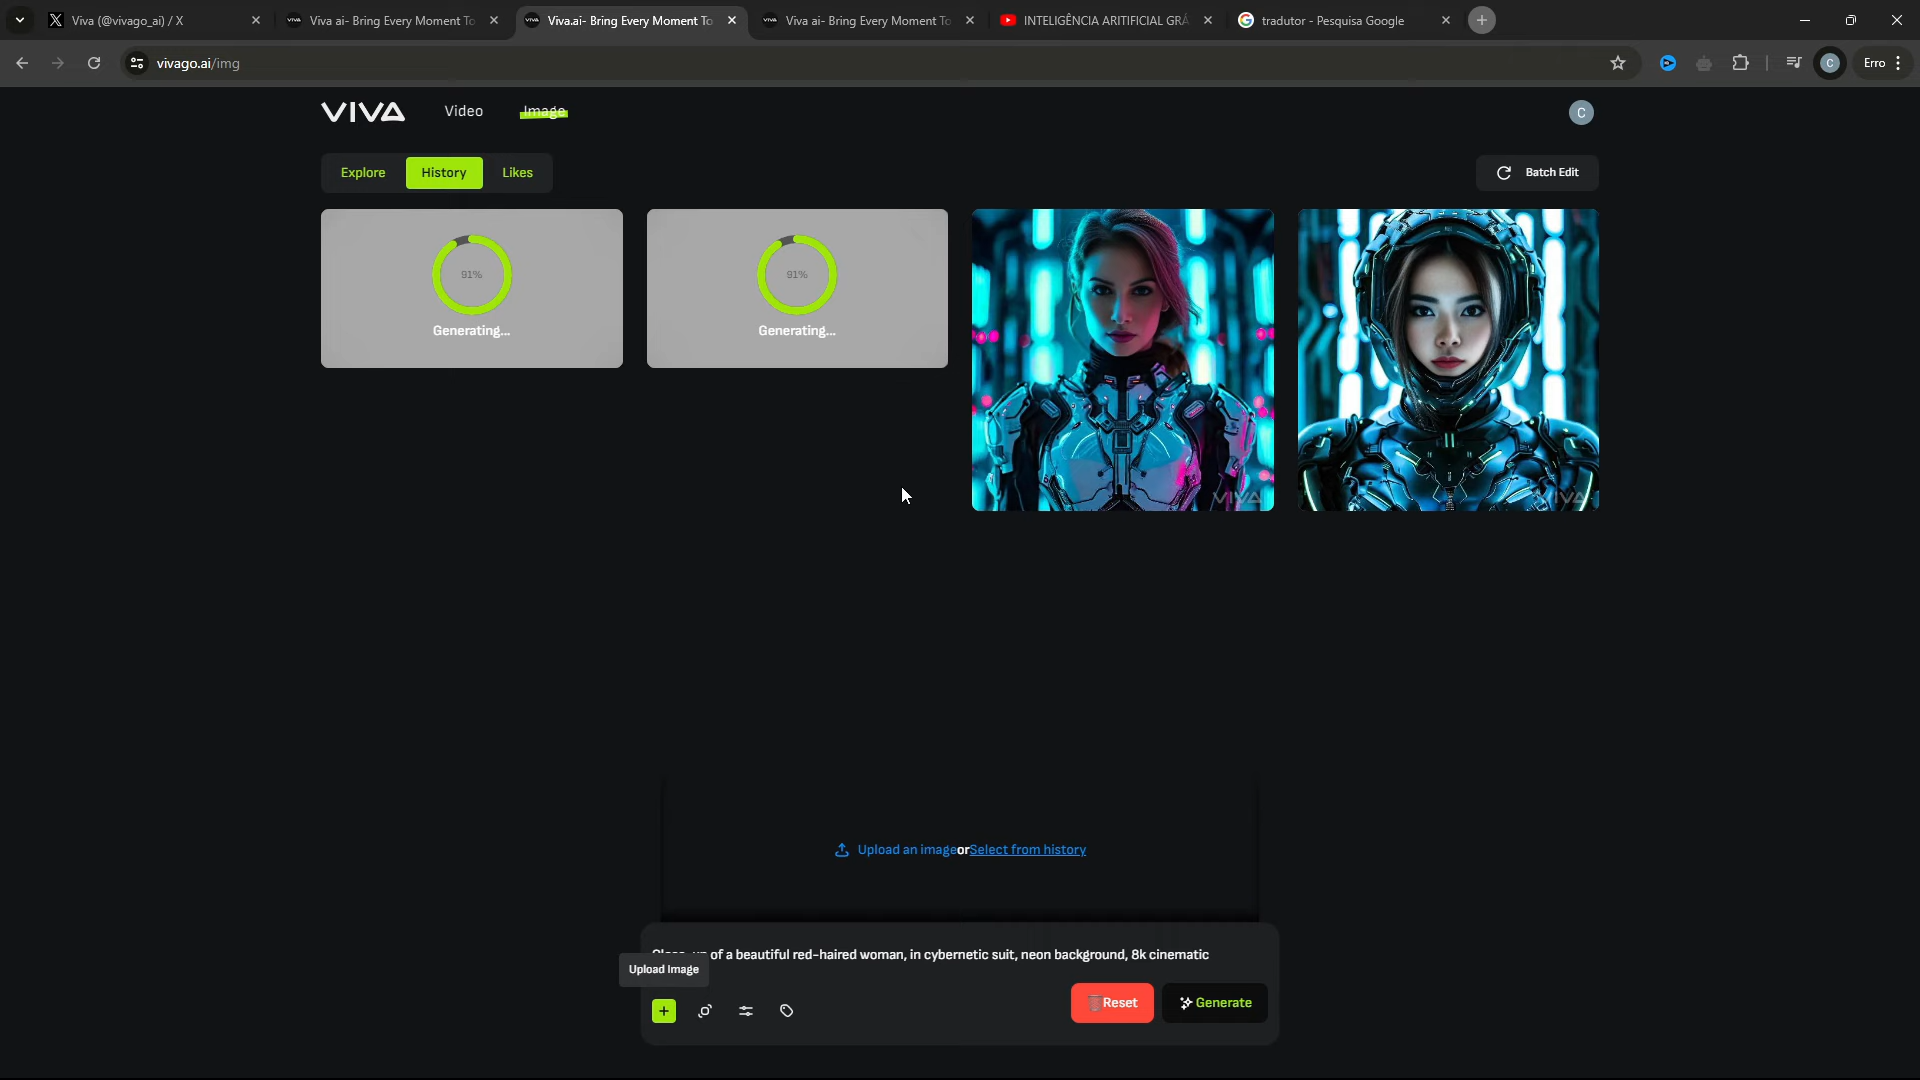 Viva (@vivago_ai) / X
Viva ai- Bring Every Moment To
Viva.ai- Bring Every Moment To
Viva ai- Bring Every Moment To
INTELIGÊNCIA ARITIFICIAL GRÁ
tradutor - Pesquisa Google
vivago.ai/img
C
Erro
VIVA
Video
Image
C
Explore
History
Likes
Batch Edit
91%
Generating...
91%
Generating...
VIVA
VIVA
Upload an imageorSelect from history
of a beautiful red-haired woman, in cybernetic suit, neon background, 8k cinematic
Upload Image
Reset
Generate